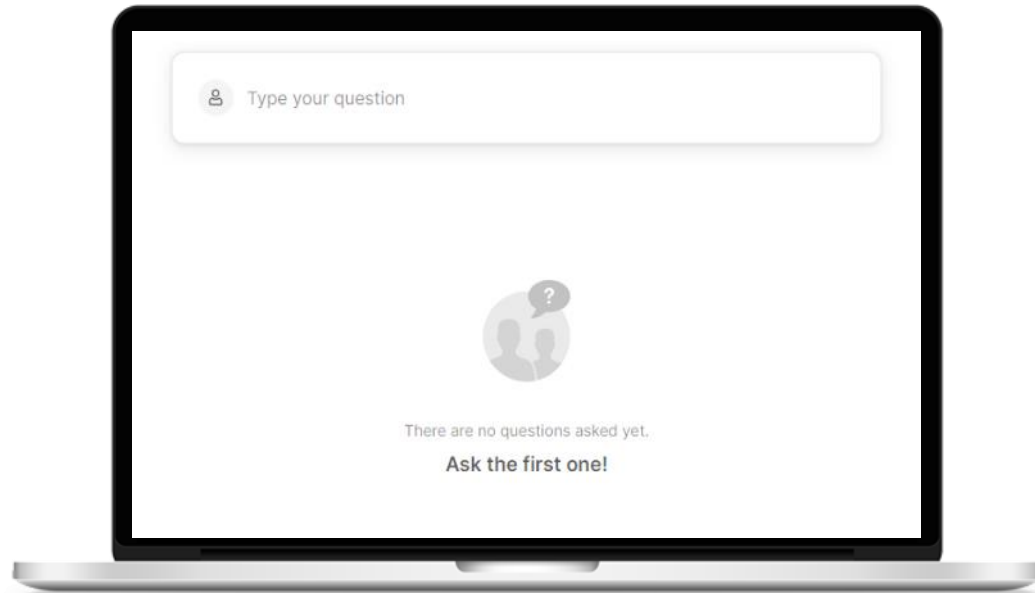 Type your question
?
There are no questions asked yet.
Ask the first one!